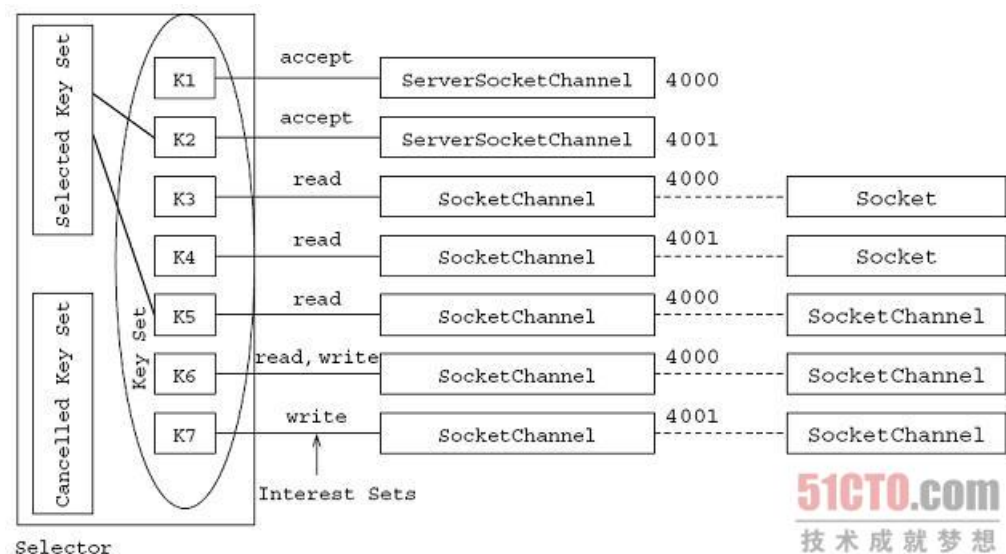 Selected Key Set
Cancelled Key Set
Key Set
K1
accept
ServerSocketChannel
4000
K2
accept
ServerSocketChannel
4001
K3
read
SocketChannel
4000
Socket
K4
read
SocketChannel
4001
Socket
K5
read
SocketChannel
4000
SocketChannel
K6
read, write
SocketChannel
4000
SocketChannel
K7
write
SocketChannel
4001
SocketChannel
Interest Sets
Selector
51CTO.com
技术成就梦想